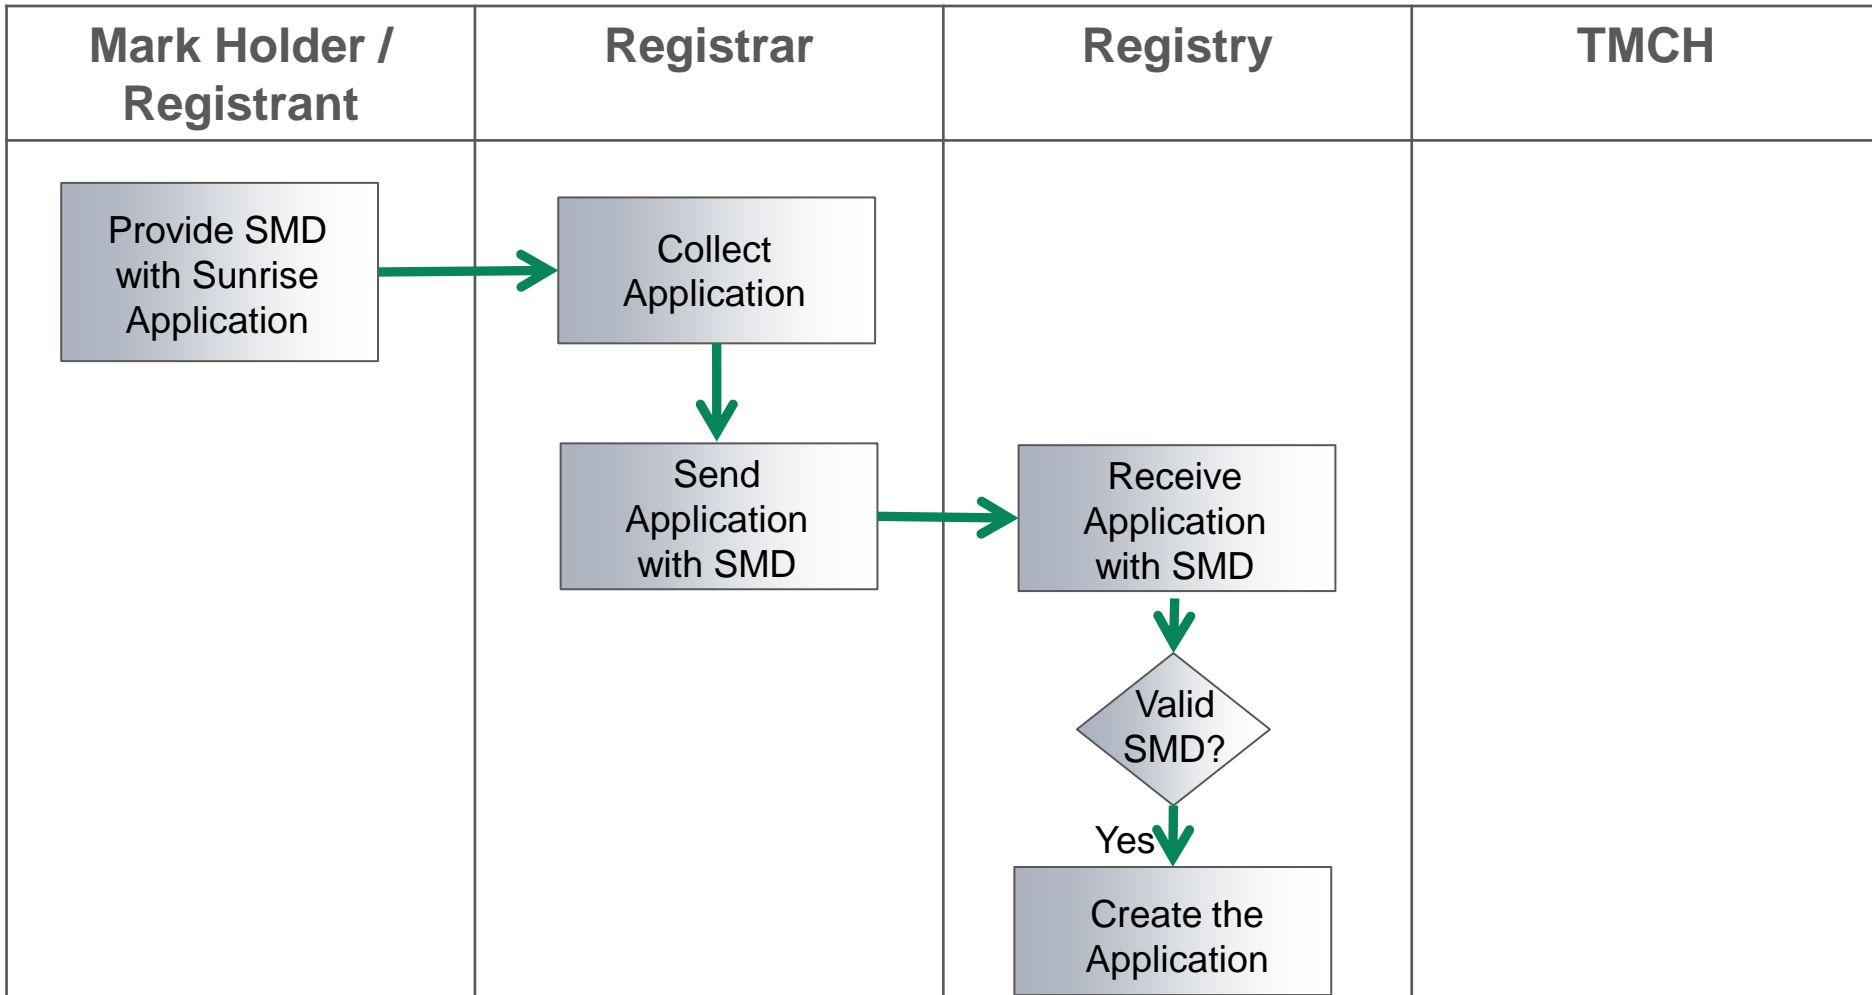 Mark Holder /
Registrant
Registrar
Registry
TMCH
Provide SMD
with Sunrise
Application
Collect
Application
Send
Application
with SMD
Receive
Application
with SMD
Valid
SMD?
Yes
Create the
Application